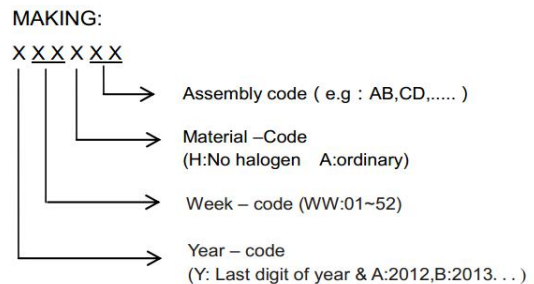 MAKING:
X X X X X X
Assembly code ( e.g : AB,CD,..... )
Material –Code
(H:No halogen A:ordinary)
Week – code (WW:01~52)
Year – code
(Y: Last digit of year & A:2012,B:2013. . . )